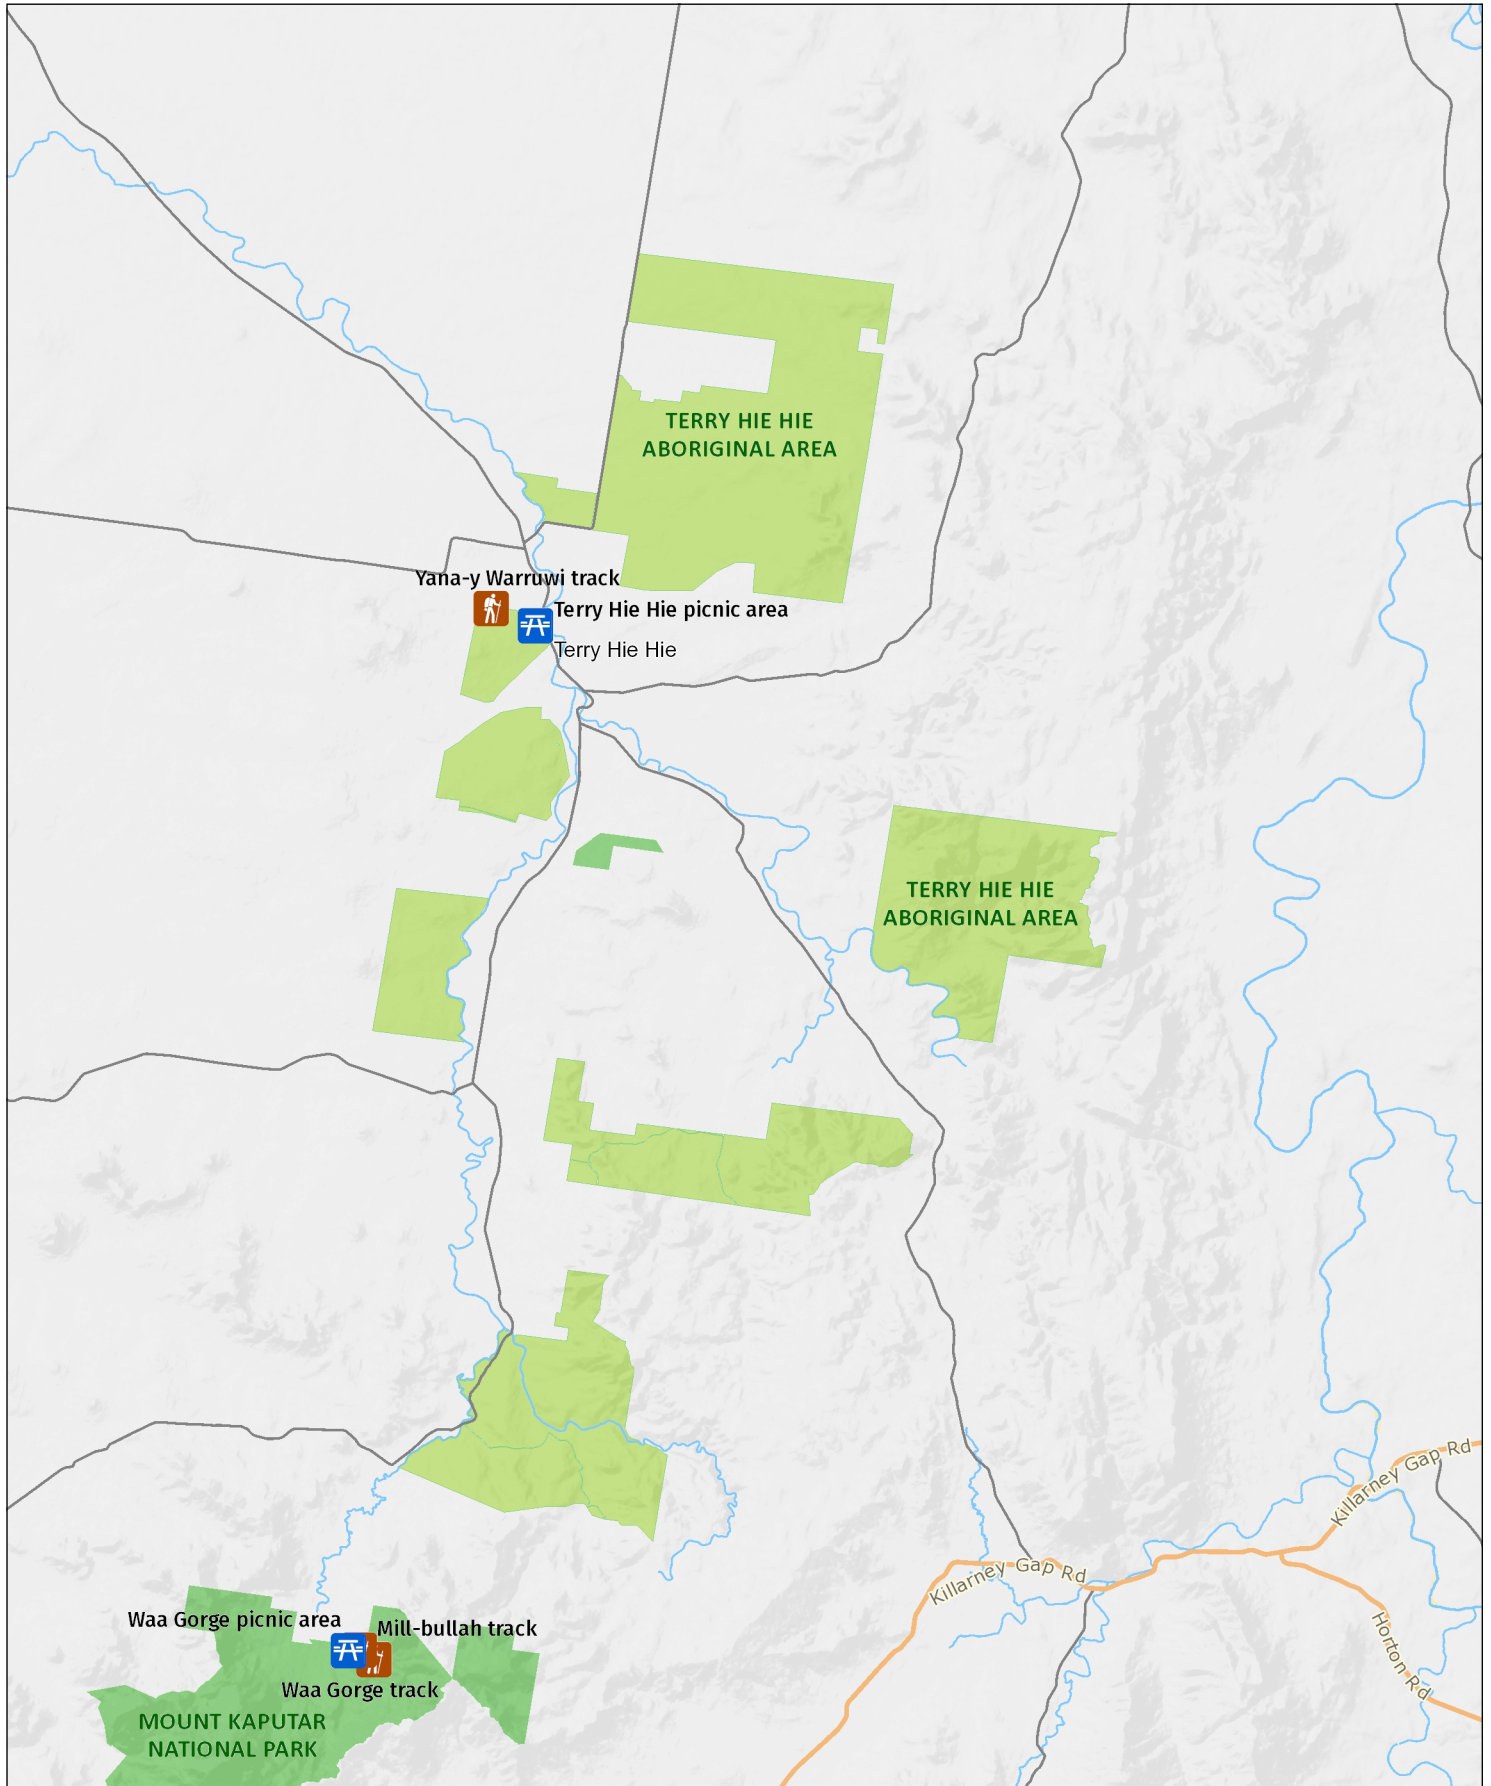 TERRY HIE HIE
ABORIGINAL AREA
Yana-y Warruwi track
Terry Hie Hie picnic area
Terry Hie Hie
TERRY HIE HIE
ABORIGINAL AREA
Killarney Gap Rd
Killarney Gap Rd
Horton Rd
Waa Gorge picnic area
Mill-bullah track
Waa Gorge track
MOUNT KAPUTAR
NATIONAL PARK